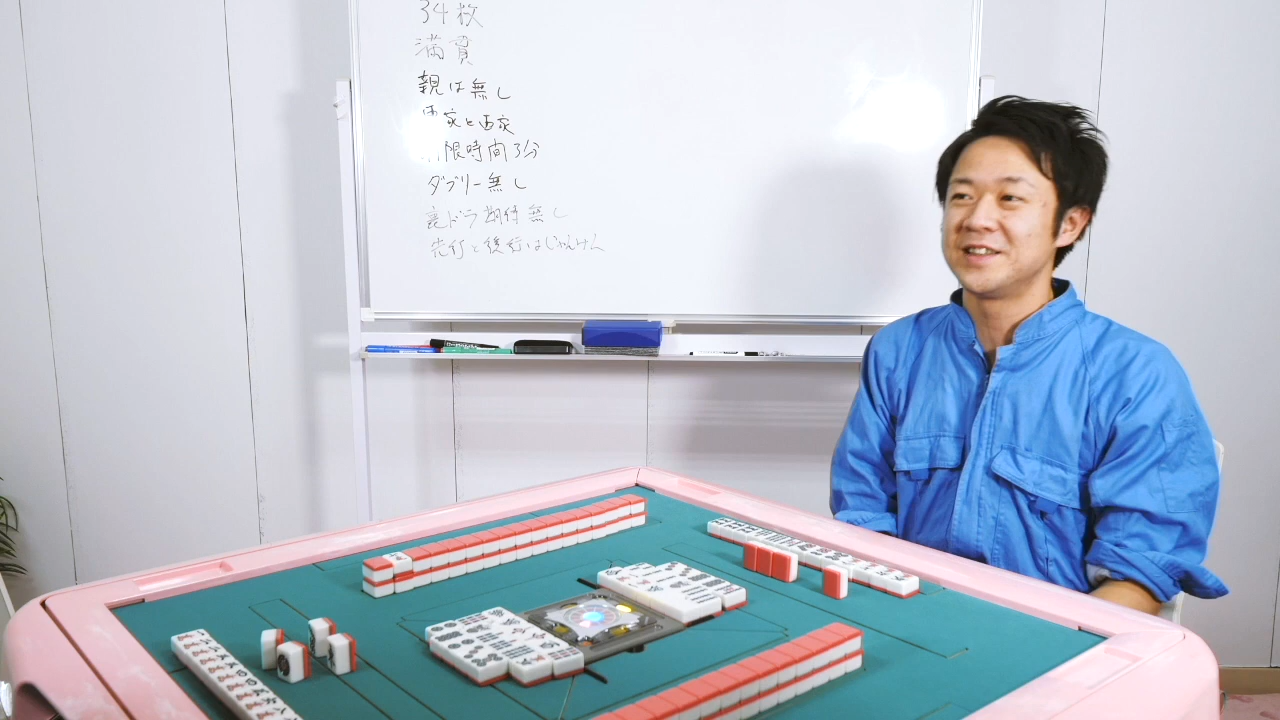 34枚
満貫
親は無し
家と西家
限時間3分
ダブリー無し
裏ドラ期待無し
先行と後行はじゃんけん